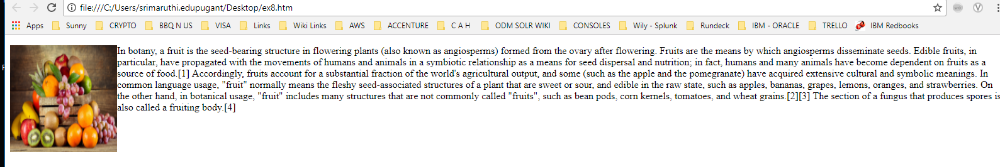 file:///C:/Users/srimaruthi.edupugant/Desktop/ex8.htm
Apps Sunny CRYPTO BBQ N US VISA Links Wiki Links AWS ACCENTURE C A H ODM SOLR WIKI CONSOLES Wily - Splunk Rundeck IBM - ORACLE TRELLO IBM Redbooks
In botany, a fruit is the seed-bearing structure in flowering plants (also known as angiosperms) formed from the ovary after flowering. Fruits are the means by which angiosperms disseminate seeds. Edible fruits, in
particular, have propagated with the movements of humans and animals in a symbiotic relationship as a means for seed dispersal and nutrition; in fact, humans and many animals have become dependent on fruits as a
source of food.[1] Accordingly, fruits account for a substantial fraction of the world's agricultural output, and some (such as the apple and the pomegranate) have acquired extensive cultural and symbolic meanings. In
common language usage, "fruit" normally means the fleshy seed-associated structures of a plant that are sweet or sour, and edible in the raw state, such as apples, bananas, grapes, lemons, oranges, and strawberries. On
the other hand, in botanical usage, "fruit" includes many structures that are not commonly called "fruits", such as bean pods, corn kernels, tomatoes, and wheat grains.[2][3] The section of a fungus that produces spores is
also called a fruiting body.[4]